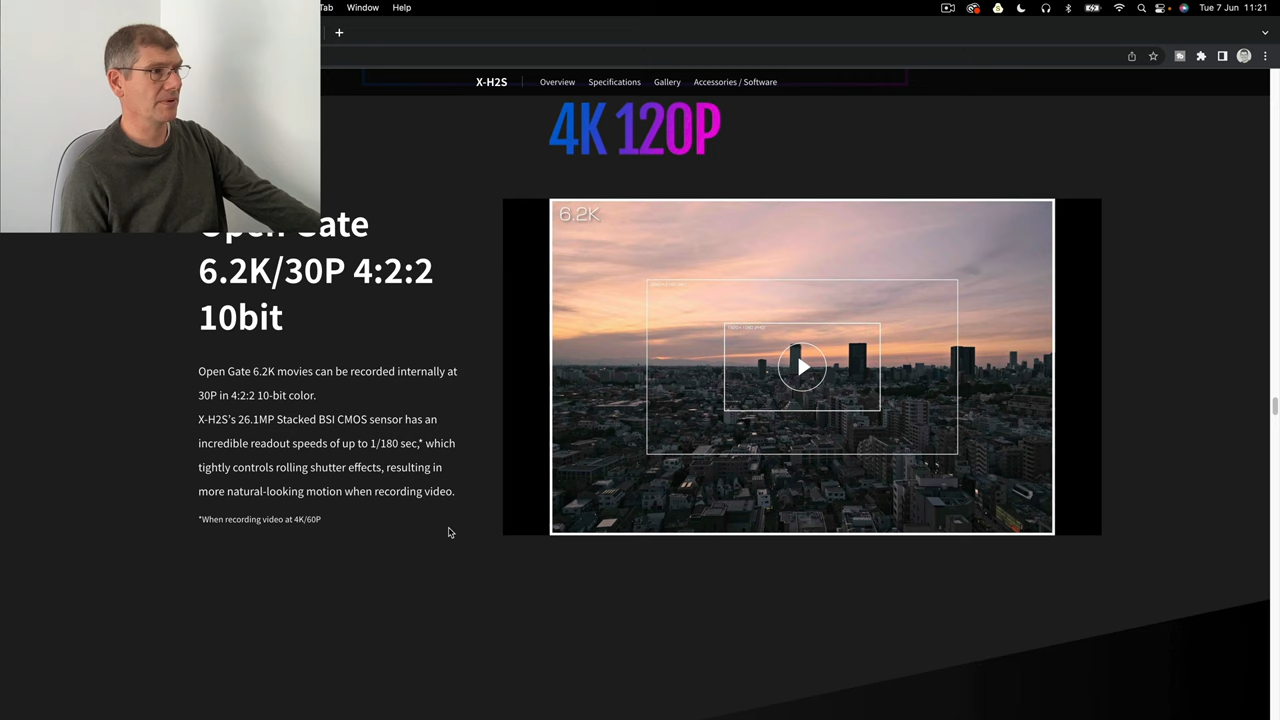 Tab Window Help Tue 7 Jun 11:21
X-H2S Overview Specifications Gallery Accessories / Software
4K 120P
Open Gate
6.2K/30P 4:2:2
10bit
Open Gate 6.2K movies can be recorded internally at
30P in 4:2:2 10-bit color.
X-H2S's 26.1MP Stacked BSI CMOS sensor has an
incredible readout speeds of up to 1/180 sec,* which
tightly controls rolling shutter effects, resulting in
more natural-looking motion when recording video.
*When recording video at 4K/60P
6.2K